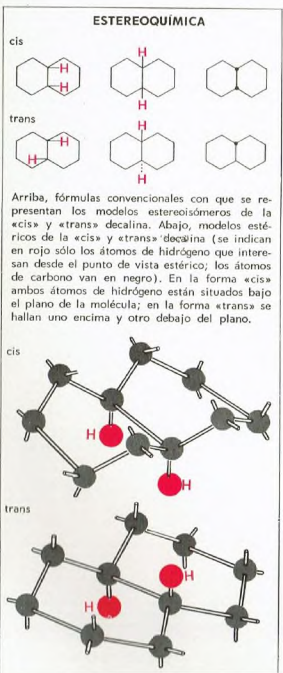 ESTEREOQUÍMICA
cis
H
H
H
H
trans
H
H
H
H
Arriba, fórmulas convencionales con que se re-
presentan los modelos estereoisómeros de la
«cis» y «trans» decalina. Abajo, modelos esté-
ricos de la «cis» y «trans» decalina (se indican
en rojo sólo los átomos de hidrógeno que intere-
san desde el punto de vista estérico; los átomos
de carbono van en negro). En la forma «cis»
ambos átomos de hidrógeno están situados bajo
el plano de la molécula; en la forma «trans» se
hallan uno encima y otro debajo del plano.
cis
H
H
trans
H
H